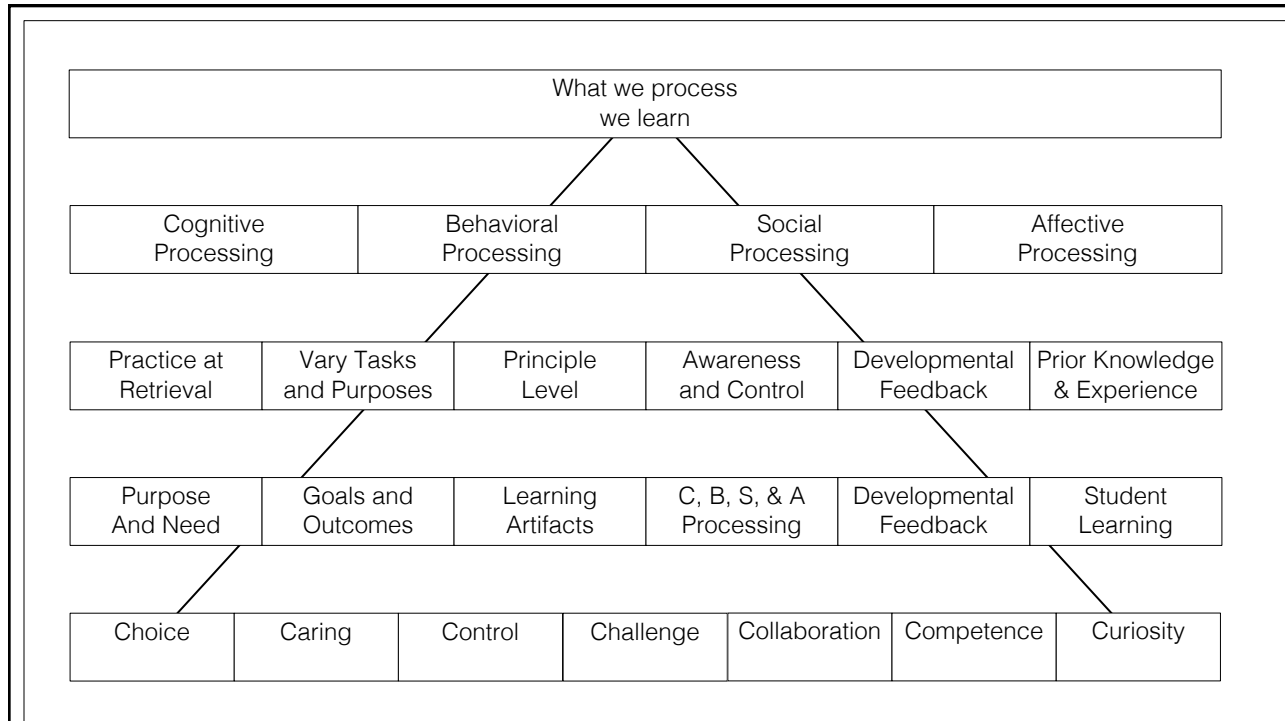 What we process
we learn
Cognitive
Processing
Behavioral
Processing
Social
Processing
Affective
Processing
Practice at
Retrieval
Vary Tasks
and Purposes
Principle
Level
Awareness
and Control
Developmental
Feedback
Prior Knowledge
& Experience
Purpose
And Need
Goals and
Outcomes
Learning
Artifacts
C, B, S, & A
Processing
Developmental
Feedback
Student
Learning
Choice
Caring
Control
Challenge
Collaboration
Competence
Curiosity